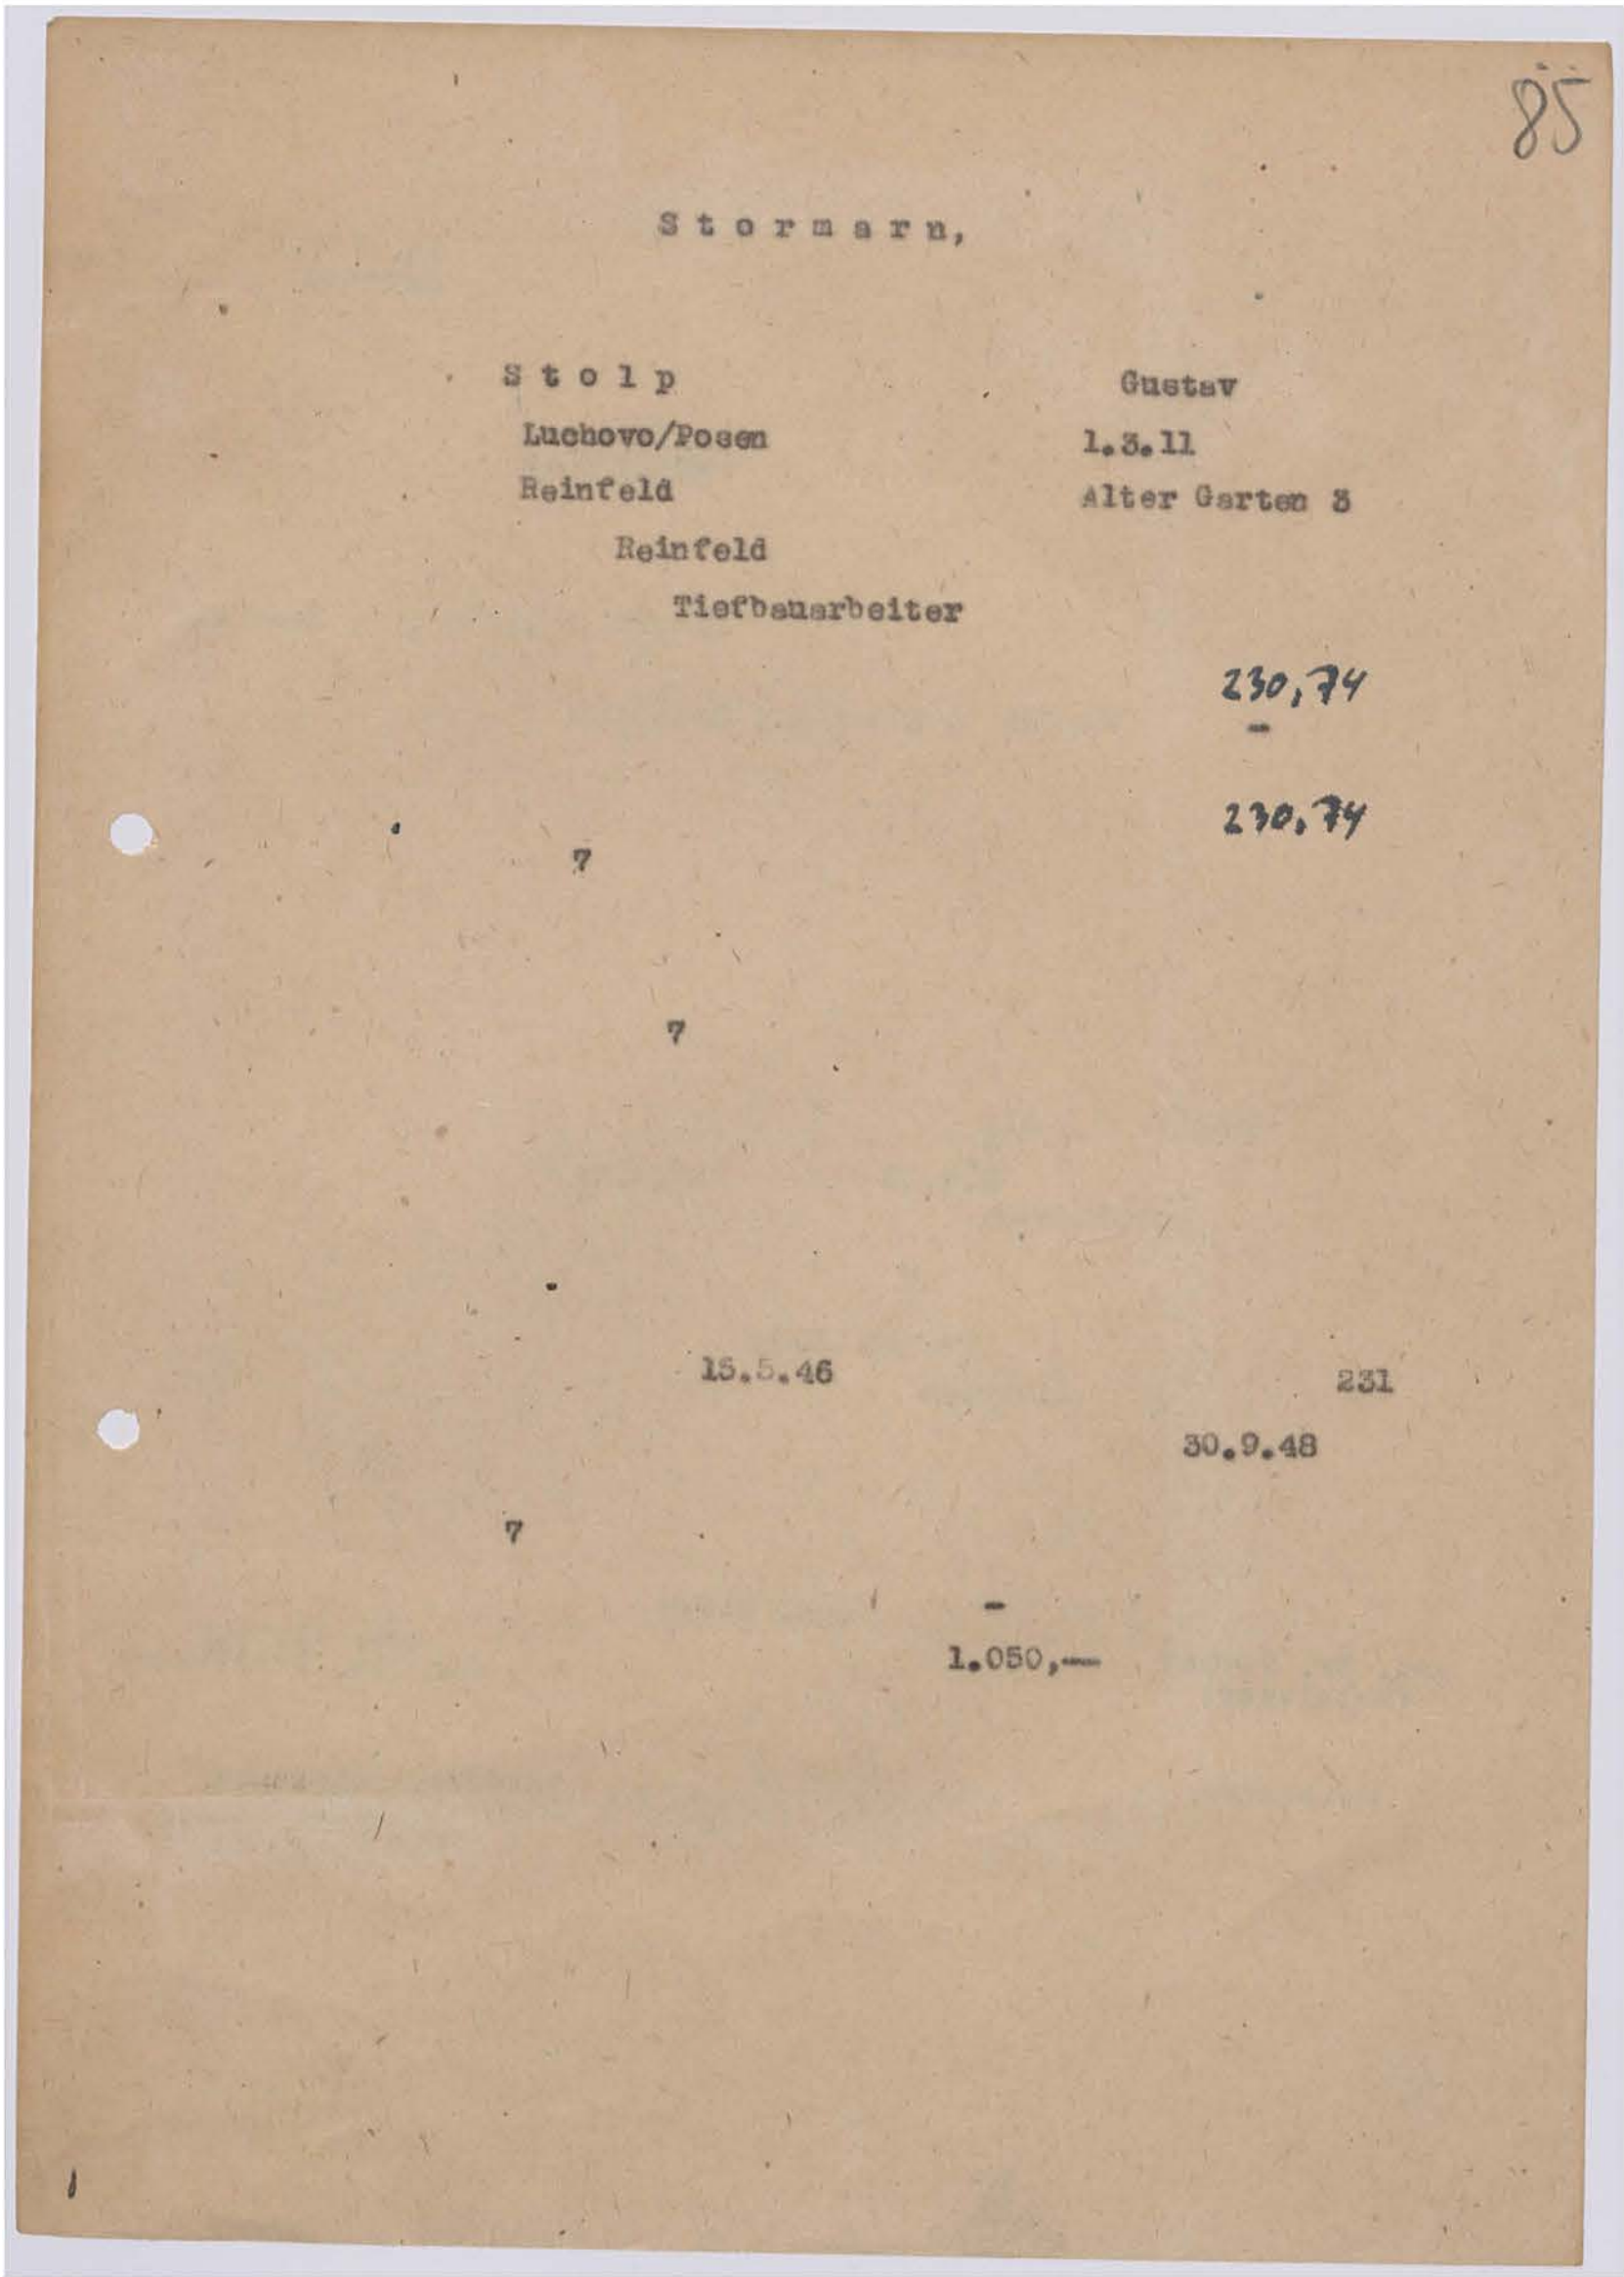 85
Stormarn,
Stolp Gustav
Luchovo/Posen 1.3.11
Reinfeld Alter Garten 3
Reinfeld
Tiefbauarbeiter
230,74
-
230,74
7
7
-
15.5.46 231
30.9.48
7
-
1.050,--